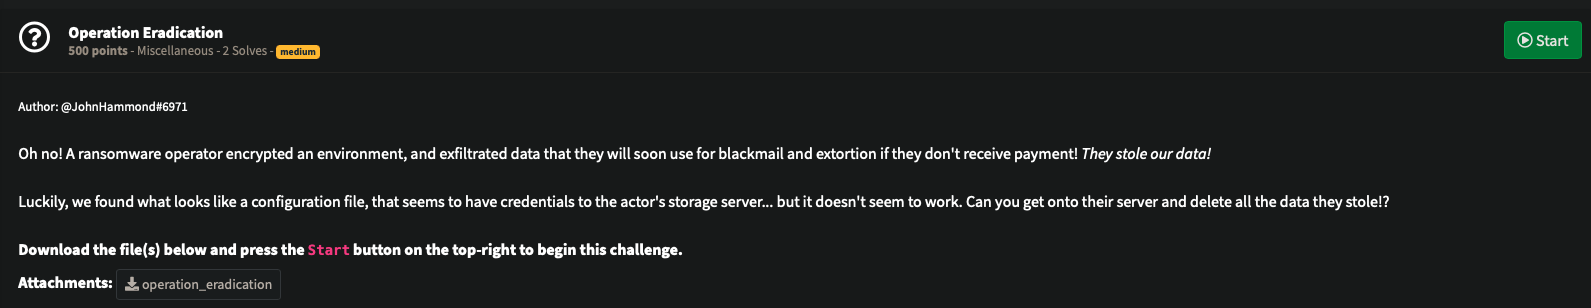 Operation Eradication
500 points - Miscellaneous - 2 Solves - medium
Start
Author: @JohnHammond#6971
Oh no! A ransomware operator encrypted an environment, and exfiltrated data that they will soon use for blackmail and extortion if they don't receive payment! They stole our data!
Luckily, we found what looks like a configuration file, that seems to have credentials to the actor's storage server... but it doesn't seem to work. Can you get onto their server and delete all the data they stole!?
Download the file(s) below and press the Start button on the top-right to begin this challenge.
Attachments: operation_eradication